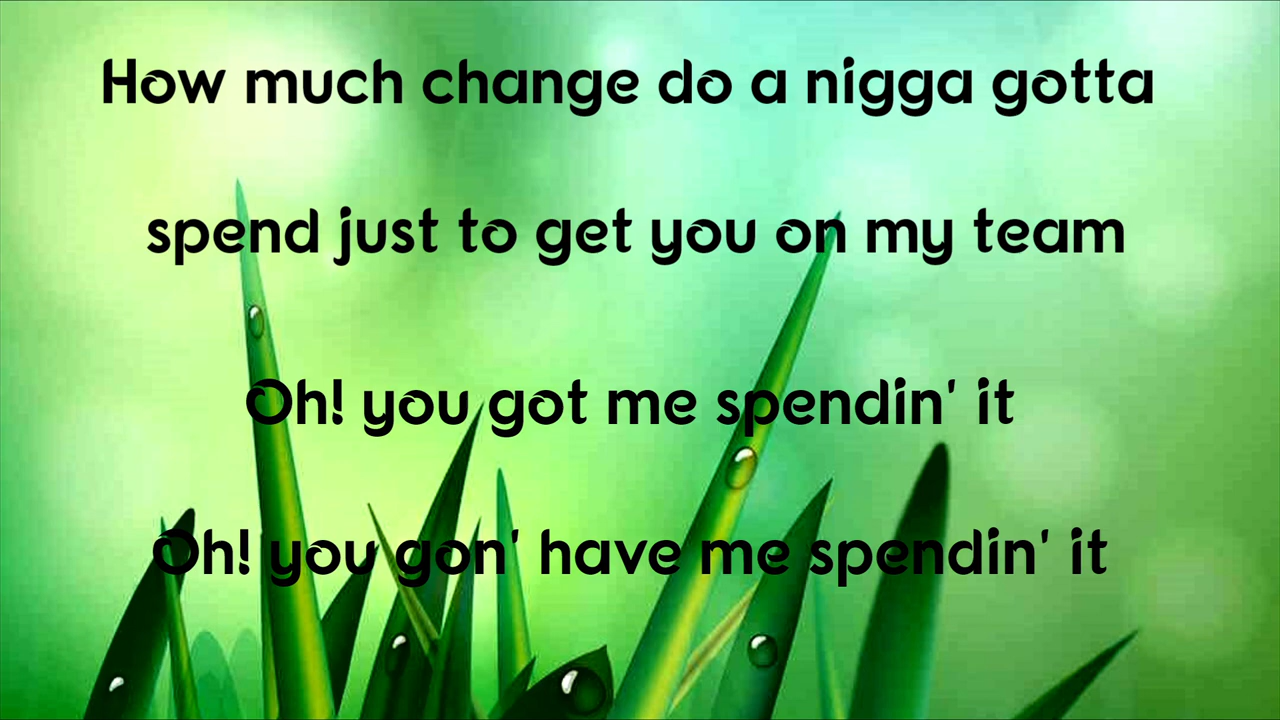 How much change do a nigga gotta
spend just to get you on my team
Oh! you got me spendin' it
Oh! you gon' have me spendin' it